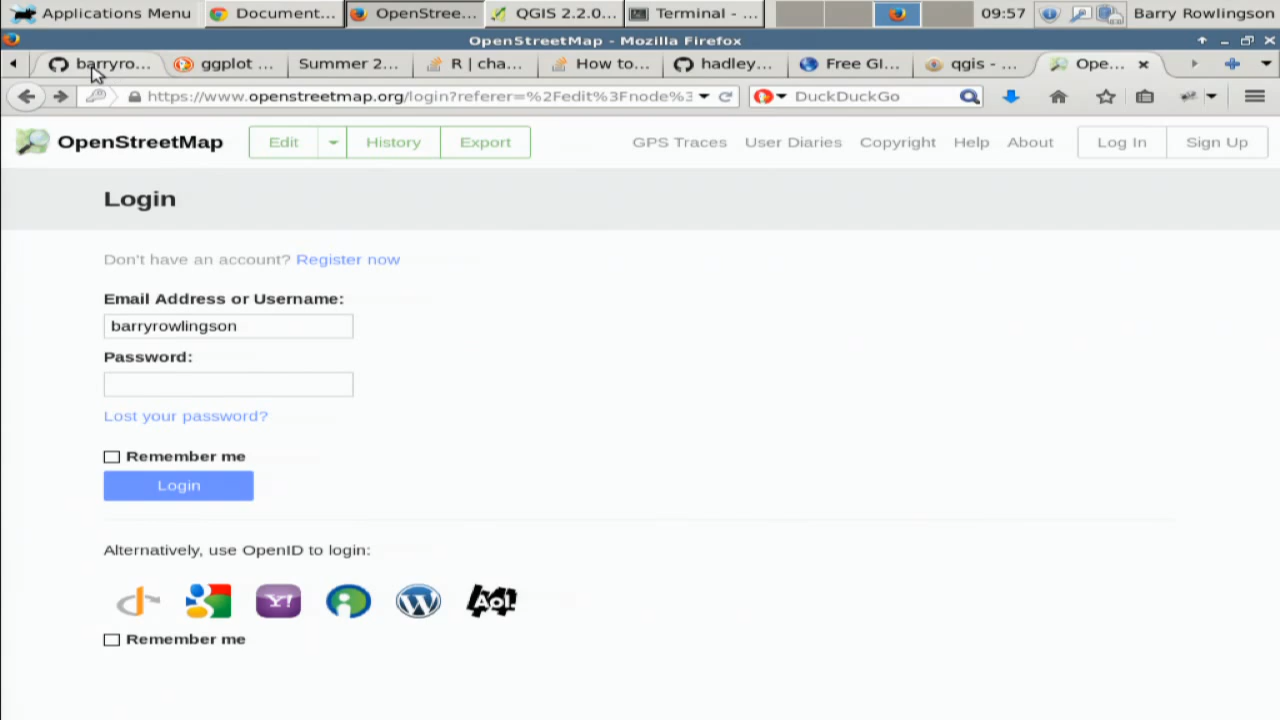 Applications Menu Document... OpenStree... QGIS 2.2.0... Terminal - ... 09:57 Barry Rowlingson
OpenStreetMap - Mozilla Firefox
barryro... ggplot ... Summer 2... R | cha... How to... hadley... Free Gl... qgis - ... Ope...
https://www.openstreetmap.org/login?referer=%2Fedit%3Fnode%3 DuckDuckGo
OpenStreetMap Edit History Export GPS Traces User Diaries Copyright Help About Log In Sign Up
Login
Don't have an account? Register now
Email Address or Username:
barryrowlingson
Password:
Lost your password?
Remember me
Login
Alternatively, use OpenID to login:
Y! W Aol.
Remember me